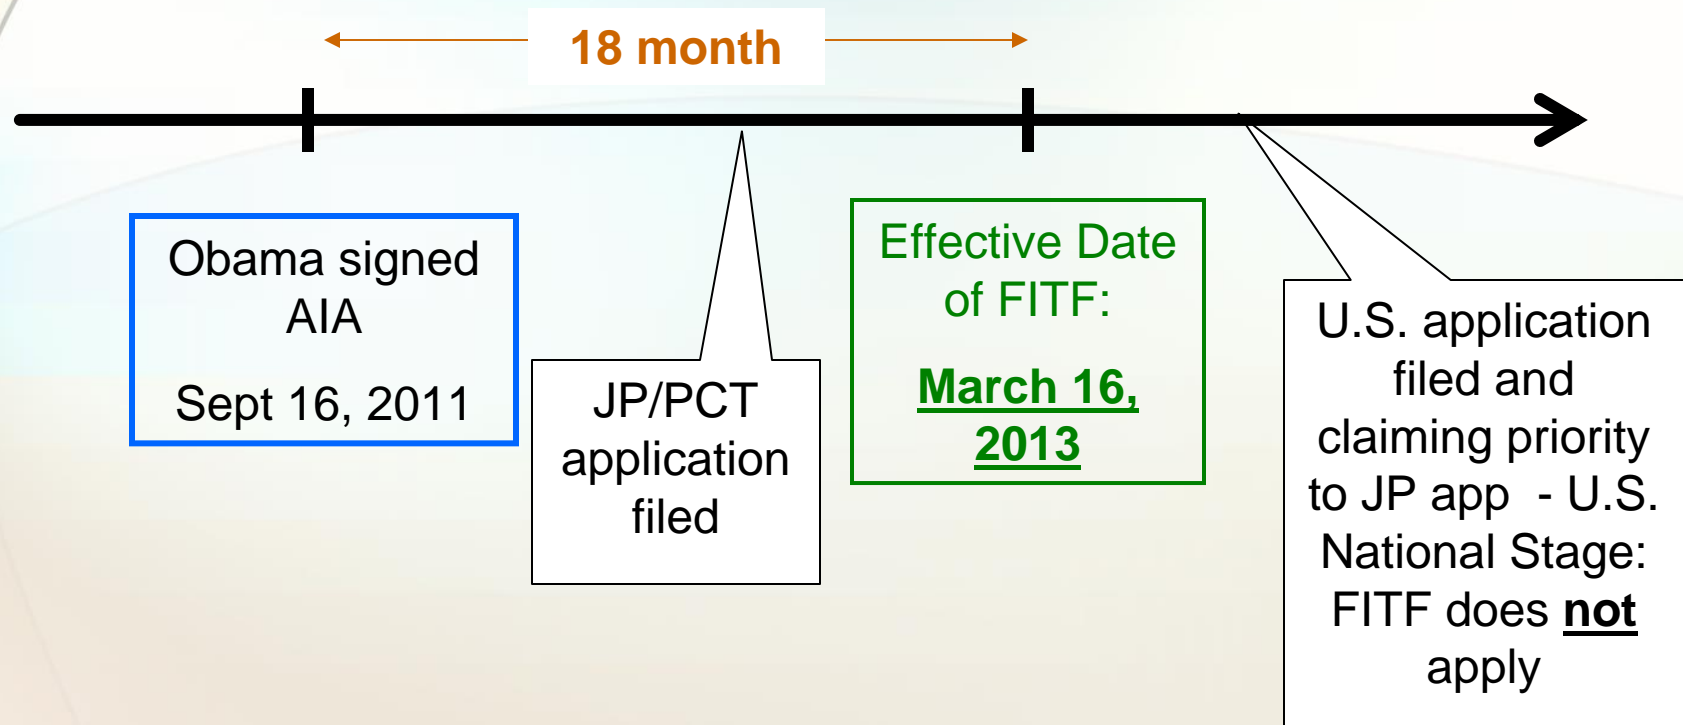 18 month
Obama signed
AIA
Sept 16, 2011
JP/PCT
application
filed
Effective Date
of FITF:
March 16,
2013
U.S. application
filed and
claiming priority
to JP app  - U.S.
National Stage:
FITF does not
apply